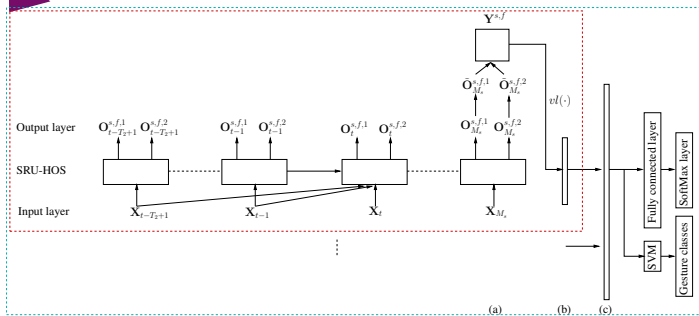 Y^{s,f}
Õ^{s,f,1}_{M_s} Õ^{s,f,2}_{M_s}
vl(·)
Output layer O^{s,f,1}_{t−T_2+1} O^{s,f,2}_{t−T_2+1} O^{s,f,1}_{t−1} O^{s,f,2}_{t−1} O^{s,f,1}_t O^{s,f,2}_t O^{s,f,1}_{M_s} O^{s,f,2}_{M_s}
SRU-HOS
Input layer X_{t−T_2+1} X_{t−1} X_t X_{M_s}
Fully connected layer
SoftMax layer
SVM
Gesture classes
(a) (b) (c)